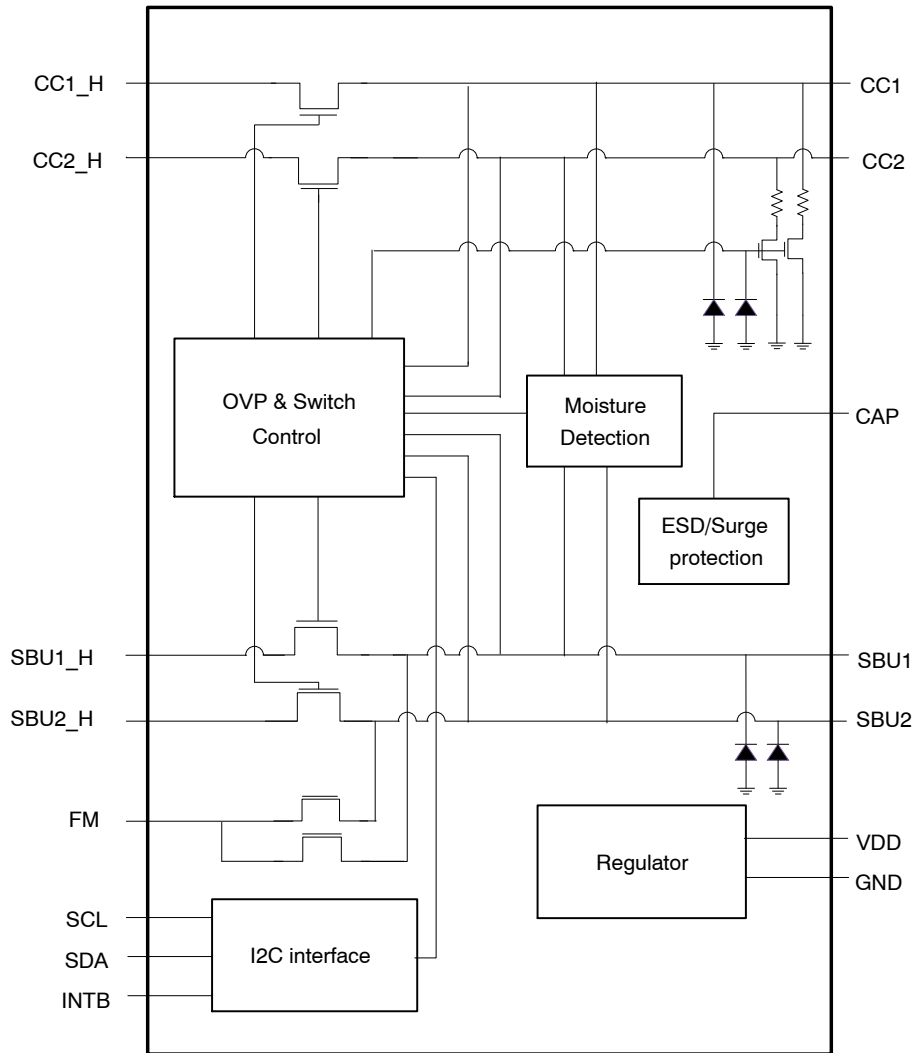 CC1_H
CC1
CC2_H
CC2
OVP & Switch
Control
Moisture
Detection
CAP
ESD/Surge
protection
SBU1_H
SBU1
SBU2_H
SBU2
FM
Regulator
VDD
GND
SCL
SDA
INTB
I2C interface